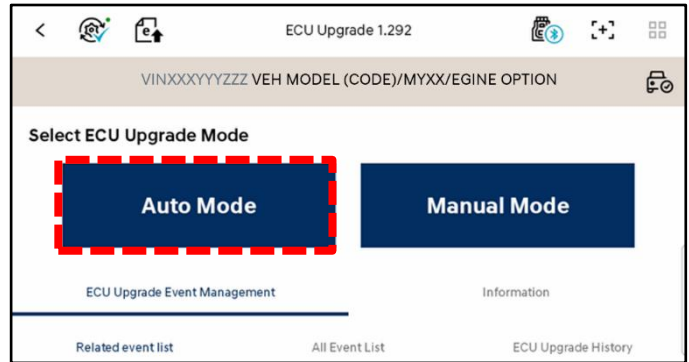 ECU Upgrade 1.292
VINXXXYYYZZZ VEH MODEL (CODE)/MYXX/EGINE OPTION
Select ECU Upgrade Mode
Auto Mode Manual Mode
ECU Upgrade Event Management Information
Related event list All Event List ECU Upgrade History